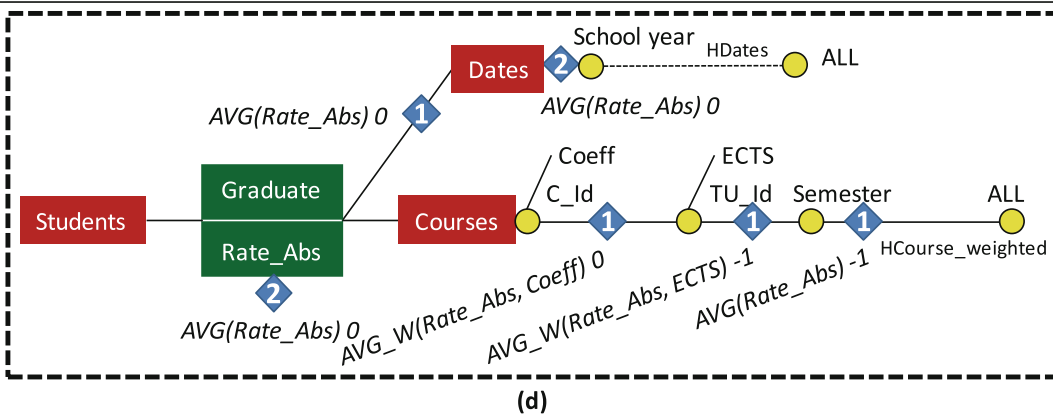 School year
HDates
ALL
Dates
2
AVG(Rate_Abs) 0
1
AVG(Rate_Abs) 0
Coeff
ECTS
Graduate
C_Id
TU_Id
Semester
ALL
Students
Courses
1
1
1
Rate_Abs
HCourse_weighted
2
AVG(Rate_Abs) 0
AVG_W(Rate_Abs, Coeff) 0
AVG_W(Rate_Abs, ECTS) -1
AVG(Rate_Abs) -1
(d)